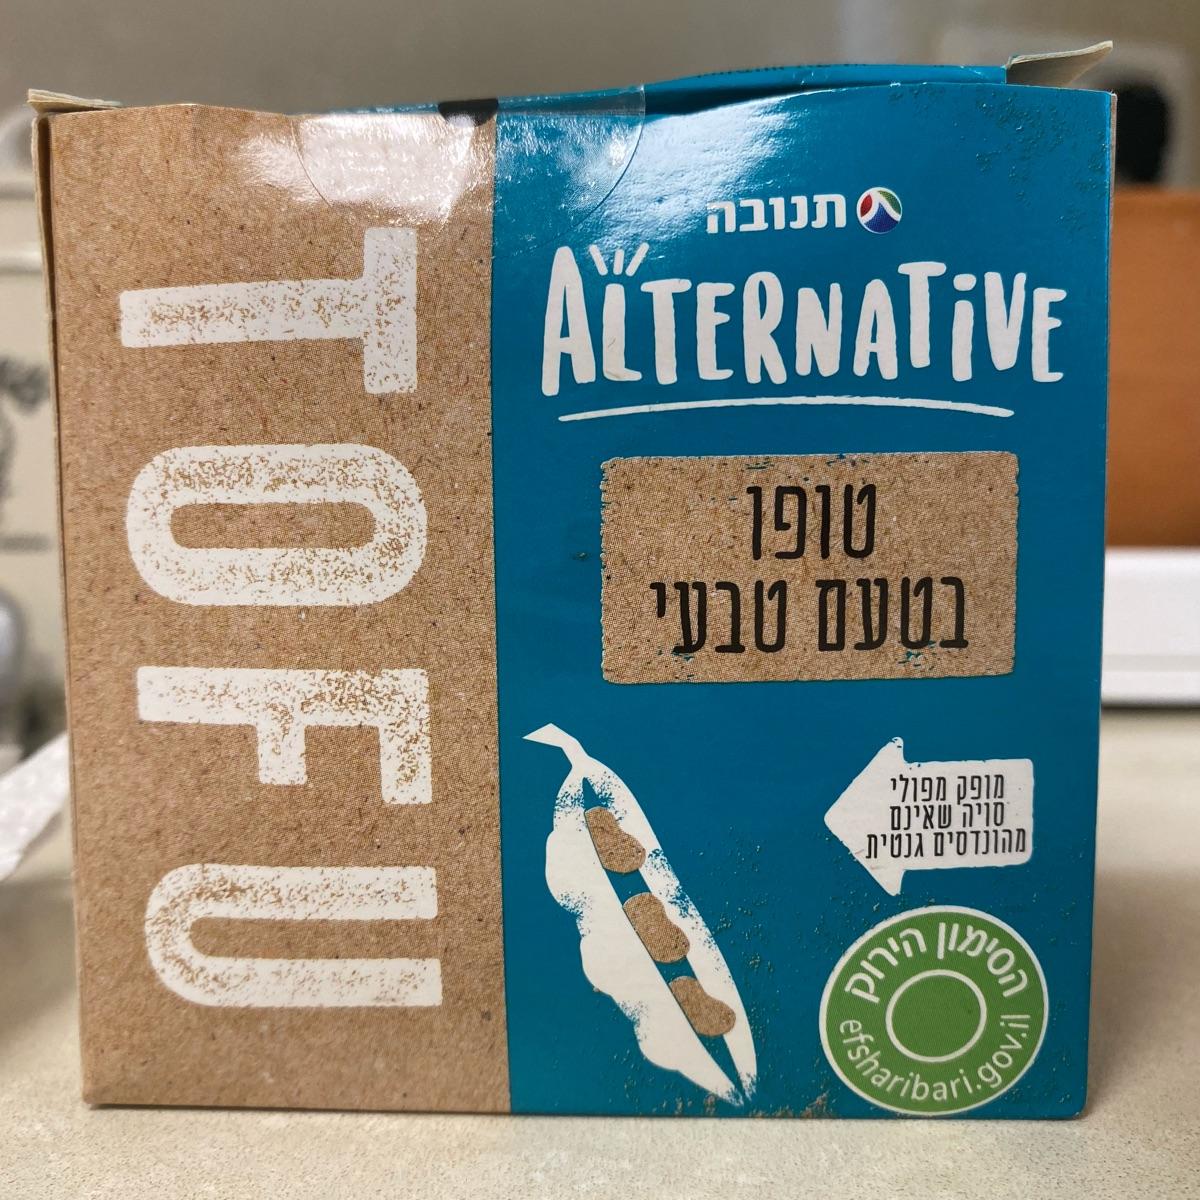 תנובה
ALTERNATiVE
TOFU
טופו
בטעם טבעי
מופק מפולי
סויה שאינם
מהונדסים גנטית
הסימון הירוק
efsharibari.gov.il